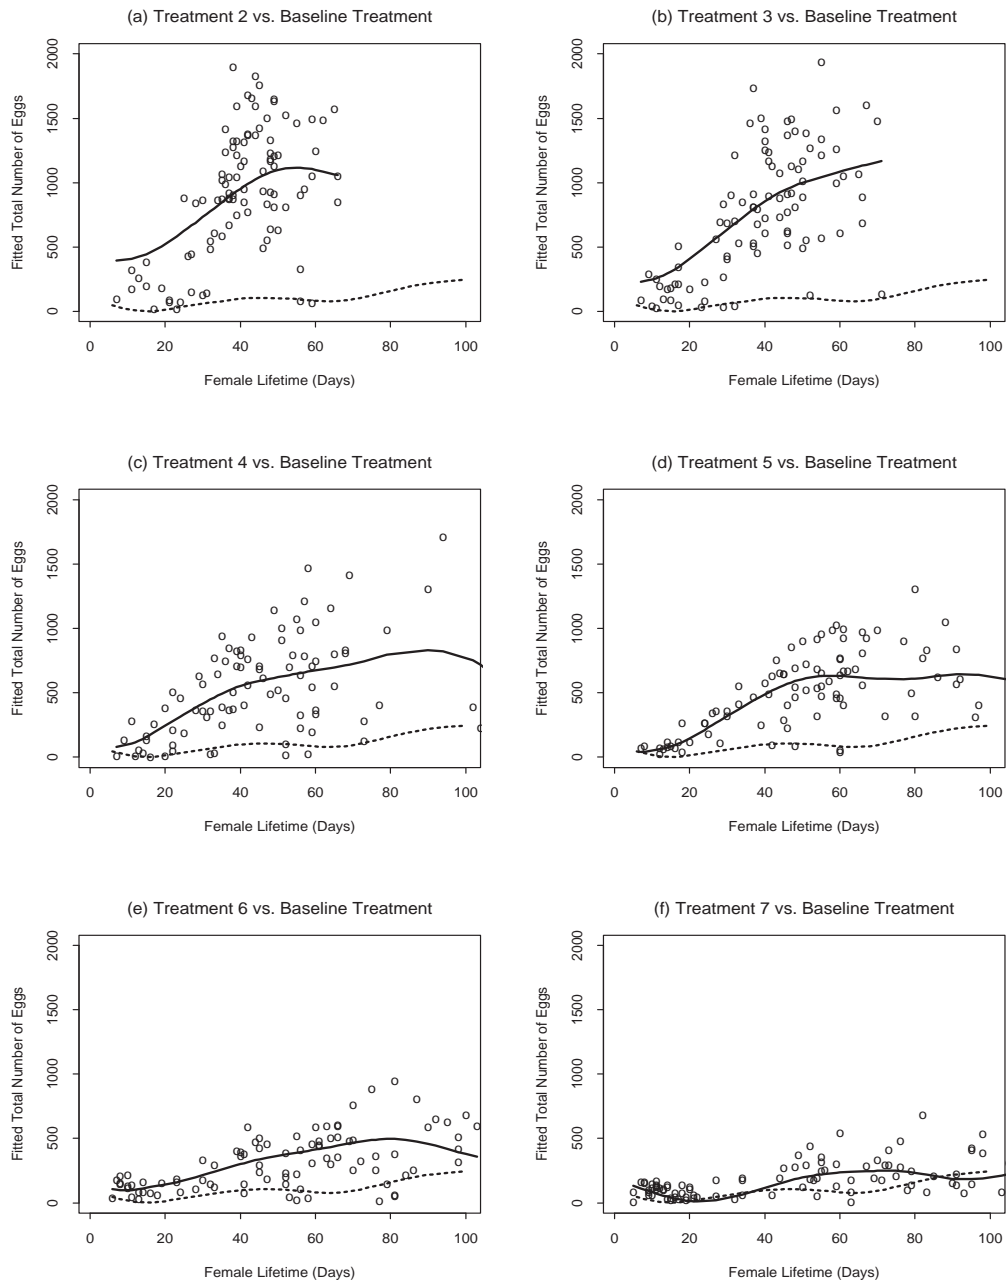 (a) Treatment 2 vs. Baseline Treatment
Fitted Total Number of Eggs
0 500 1000 1500 2000
0 20 40 60 80 100
Female Lifetime (Days)
(b) Treatment 3 vs. Baseline Treatment
Fitted Total Number of Eggs
0 500 1000 1500 2000
0 20 40 60 80 100
Female Lifetime (Days)
(c) Treatment 4 vs. Baseline Treatment
Fitted Total Number of Eggs
0 500 1000 1500 2000
0 20 40 60 80 100
Female Lifetime (Days)
(d) Treatment 5 vs. Baseline Treatment
Fitted Total Number of Eggs
0 500 1000 1500 2000
0 20 40 60 80 100
Female Lifetime (Days)
(e) Treatment 6 vs. Baseline Treatment
Fitted Total Number of Eggs
0 500 1000 1500 2000
0 20 40 60 80 100
Female Lifetime (Days)
(f) Treatment 7 vs. Baseline Treatment
Fitted Total Number of Eggs
0 500 1000 1500 2000
0 20 40 60 80 100
Female Lifetime (Days)